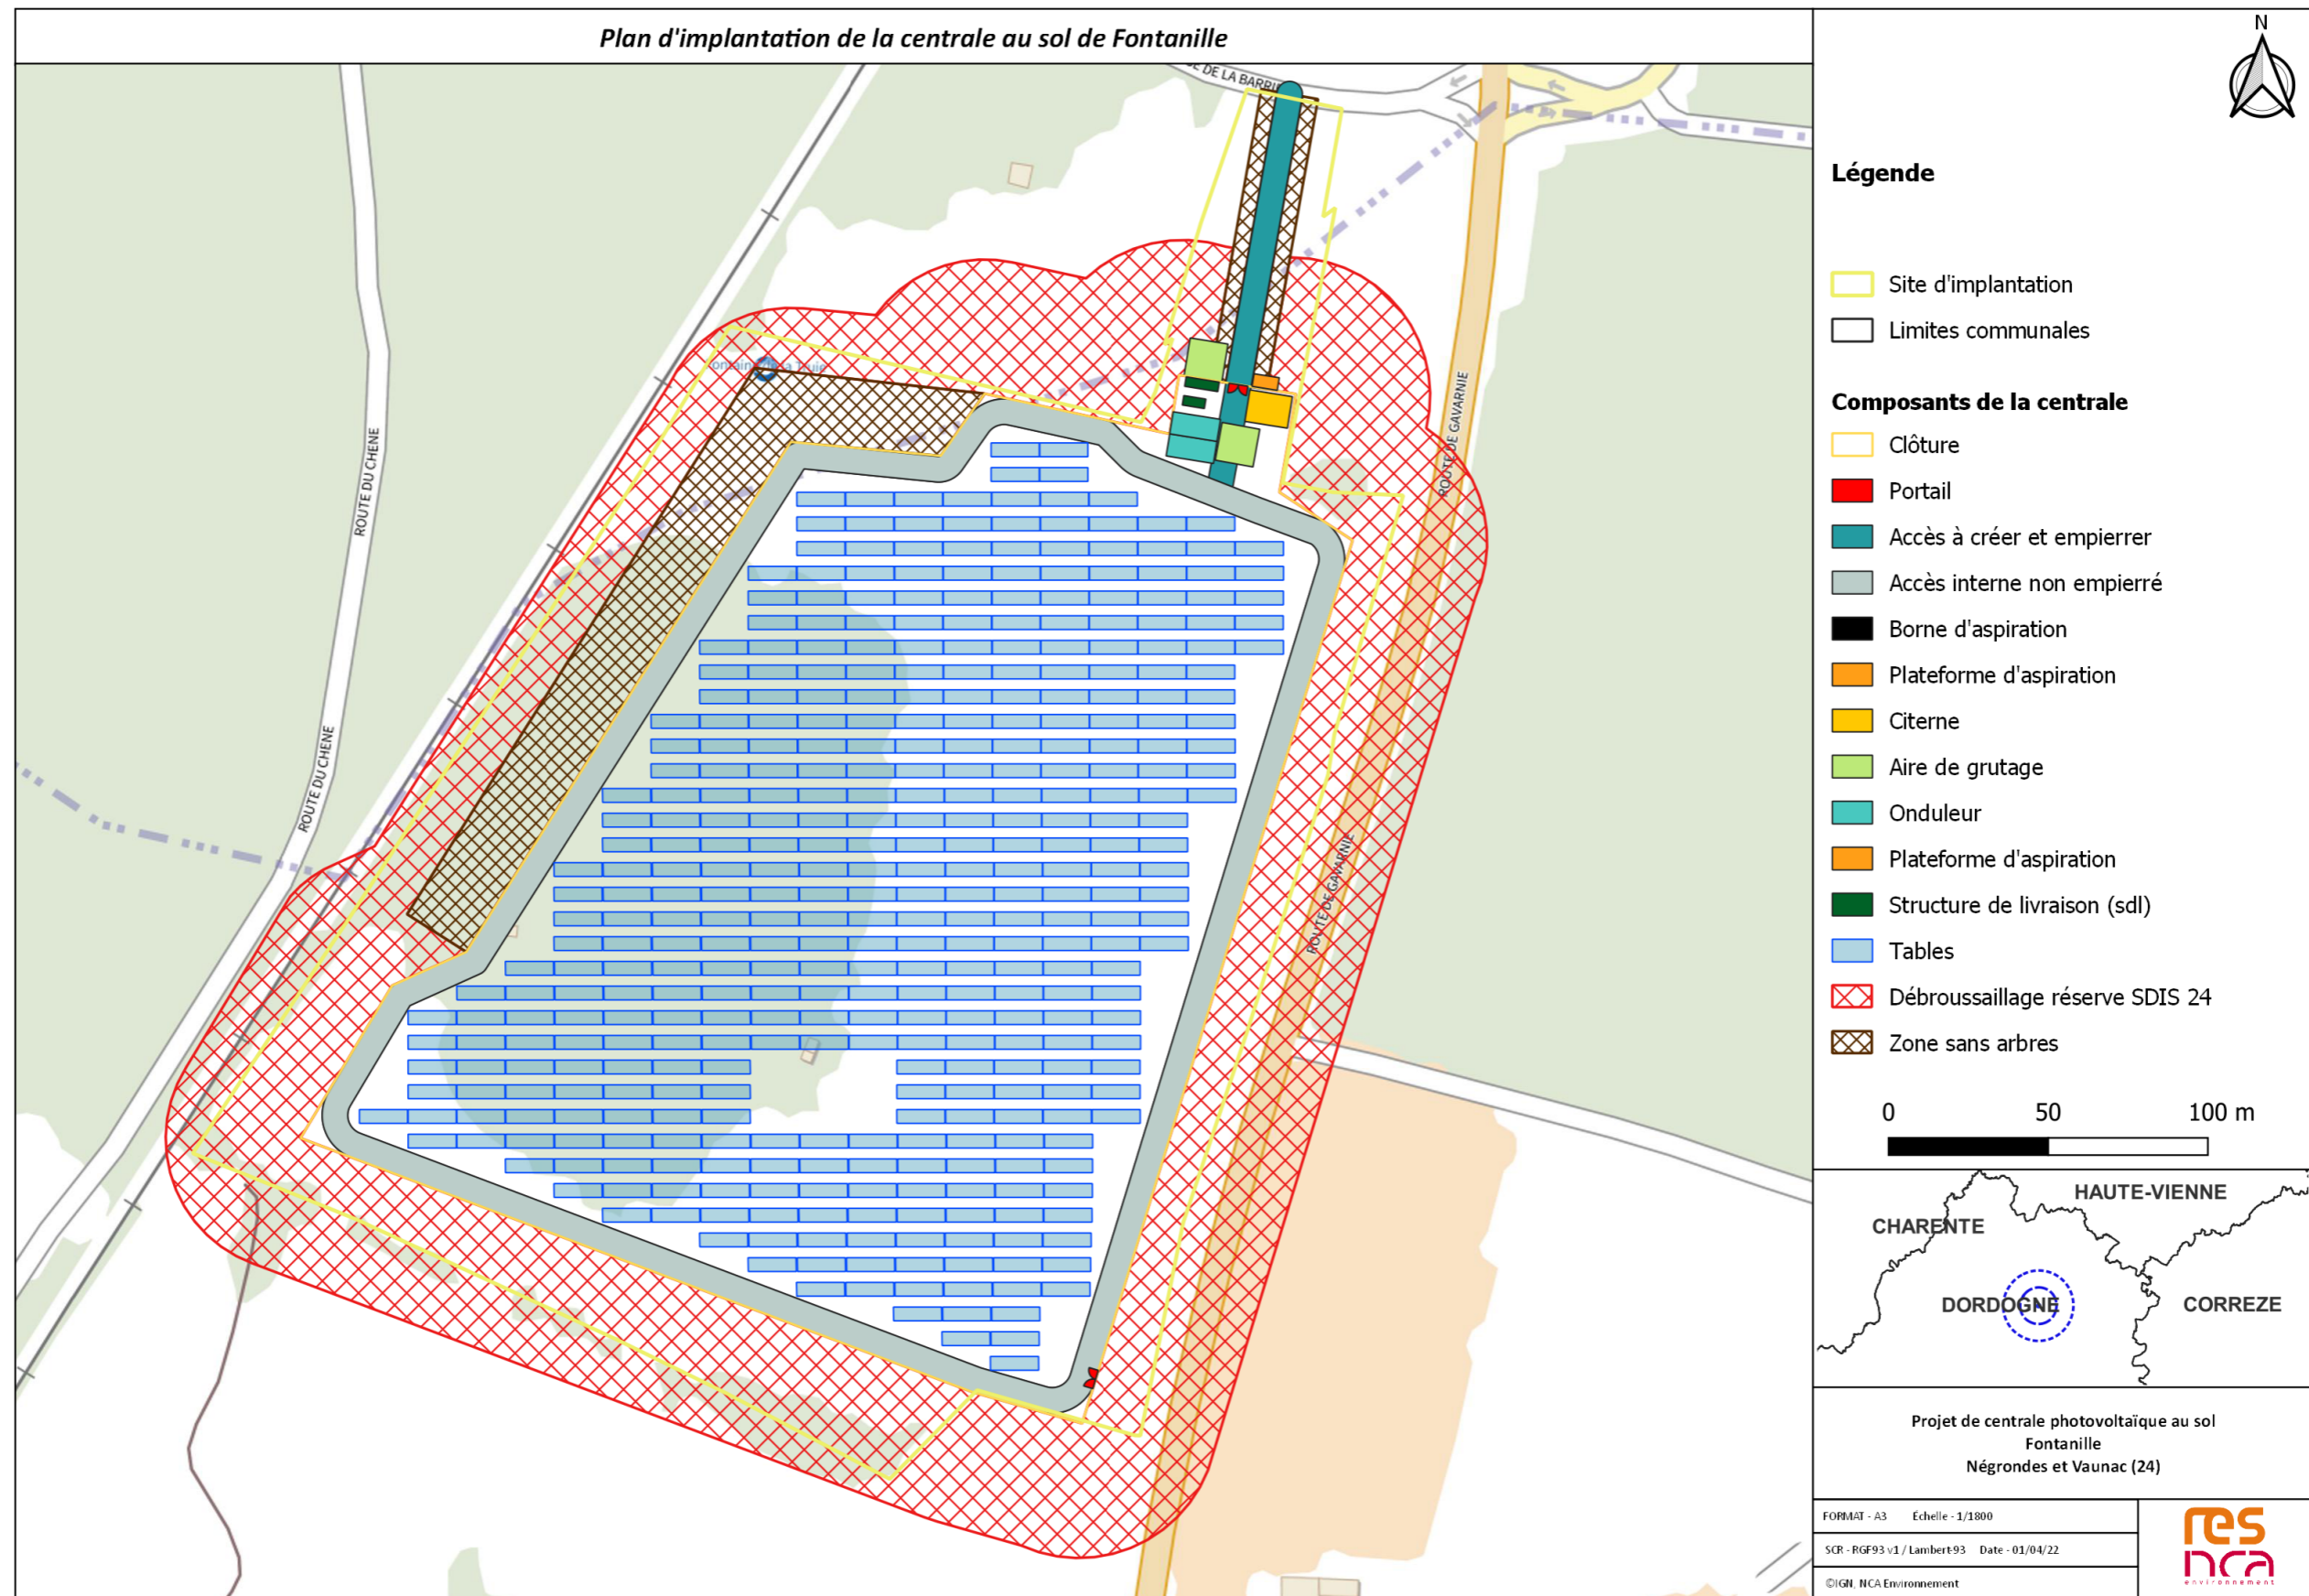 Plan d'implantation de la centrale au sol de Fontanille
N
DE LA BARRI
ROUTE DU CHENE
ROUTE DU CHENE
ROUTE DE GAVARNIE
ROUTE DE GAVARNIE
Légende
Site d'implantation
Limites communales
Composants de la centrale
Clôture
Portail
Accès à créer et empierrer
Accès interne non empierré
Borne d'aspiration
Plateforme d'aspiration
Citerne
Aire de grutage
Onduleur
Plateforme d'aspiration
Structure de livraison (sdl)
Tables
Débroussaillage réserve SDIS 24
Zone sans arbres
0 50 100 m
HAUTE-VIENNE
CHARENTE
DORDOGNE
CORREZE
Projet de centrale photovoltaïque au sol
Fontanille
Négrondes et Vaunac (24)
FORMAT - A3 Échelle - 1/1800
SCR - RGF93 v1 / Lambert-93 Date - 01/04/22
©IGN, NCA Environnement
res
nca
environnement